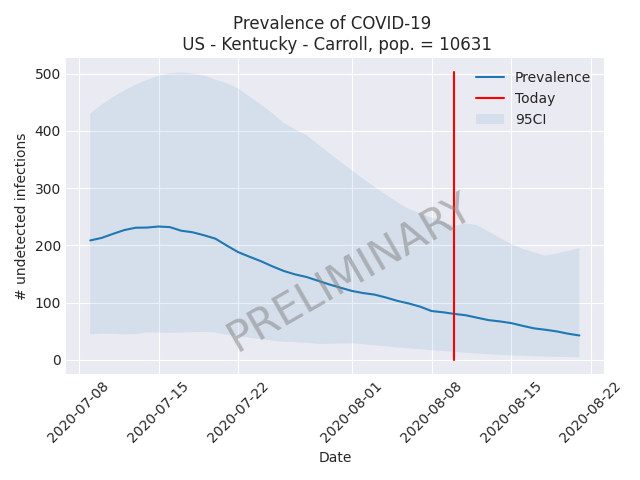 Prevalence of COVID-19
US - Kentucky - Carroll, pop. = 10631
500
400
300
200
100
0
# undetected infections
Prevalence
Today
95CI
PRELIMINARY
2020-07-08
2020-07-15
2020-07-22
2020-08-01
2020-08-08
2020-08-15
2020-08-22
Date